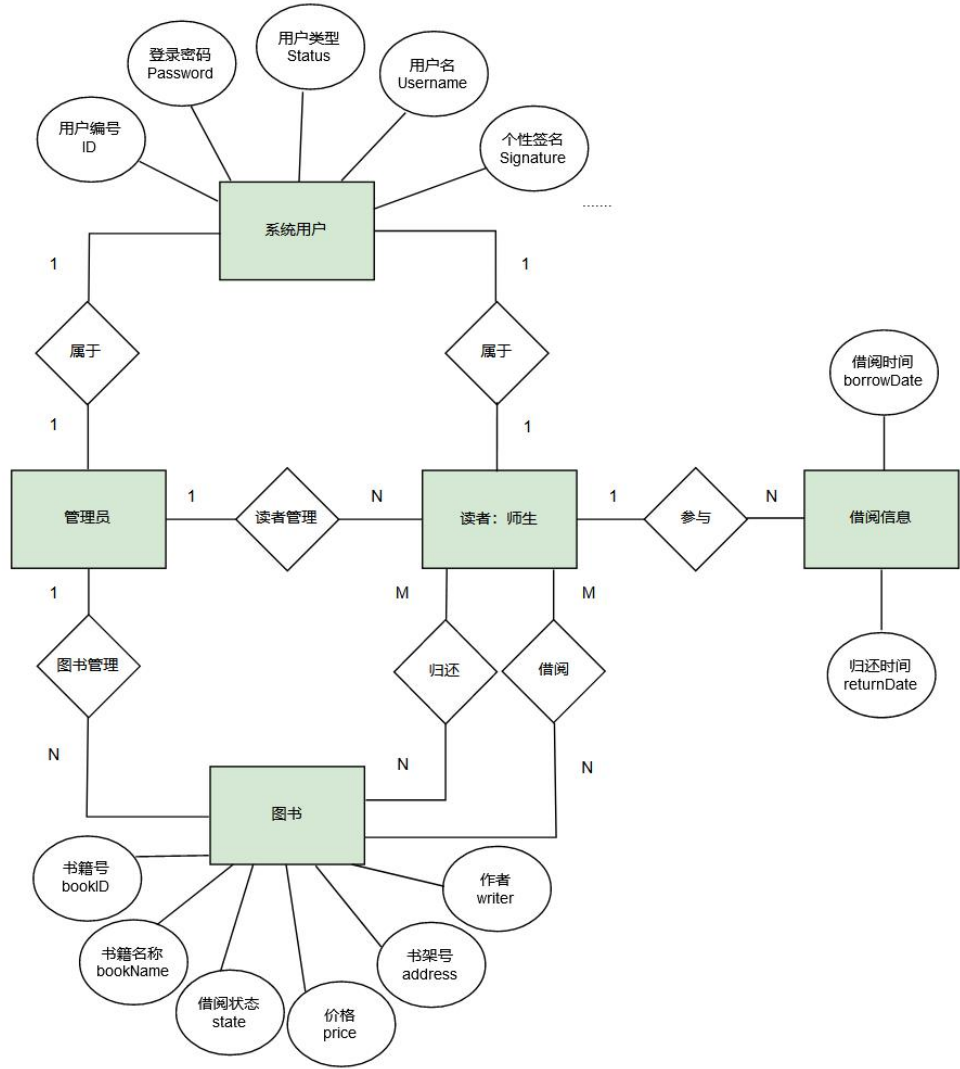 用户类型
Status
登录密码
Password
用户名
Username
用户编号
ID
个性签名
Signature
.......
系统用户
1
1
属于
属于
借阅时间
borrowDate
1
1
管理员
1
读者管理
N
读者：师生
1
参与
N
借阅信息
1
M
M
图书管理
归还
借阅
归还时间
returnDate
N
N
N
图书
书籍号
bookID
作者
writer
书籍名称
bookName
书架号
address
借阅状态
state
价格
price